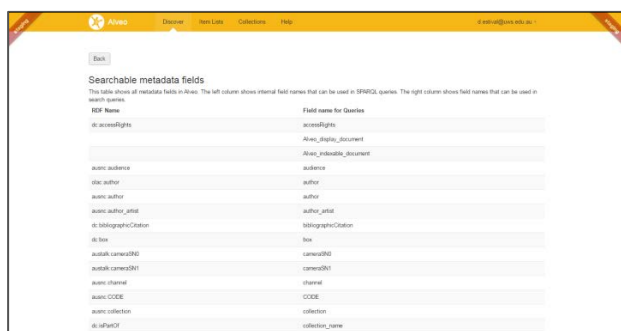 staging
Alveo
Discover
Item Lists
Collections
Help
d.estival@uws.edu.au
staging
Back
Searchable metadata fields
This table shows all metadata fields in Alveo. The left column shows internal field names that can be used in SPARQL queries. The right column shows field names that can be used in
search queries.
RDF Name Field name for Queries
dc:accessRights accessRights
Alveo_display_document
Alveo_indexable_document
ausnc:audience audience
olac:author author
ausnc:author author
ausnc:author_artist author_artist
dc:bibliographicCitation bibliographicCitation
dc:box box
austalk:cameraSN0 cameraSN0
austalk:cameraSN1 cameraSN1
ausnc:channel channel
ausnc:CODE CODE
ausnc:collection collection
dc:isPartOf collection_name